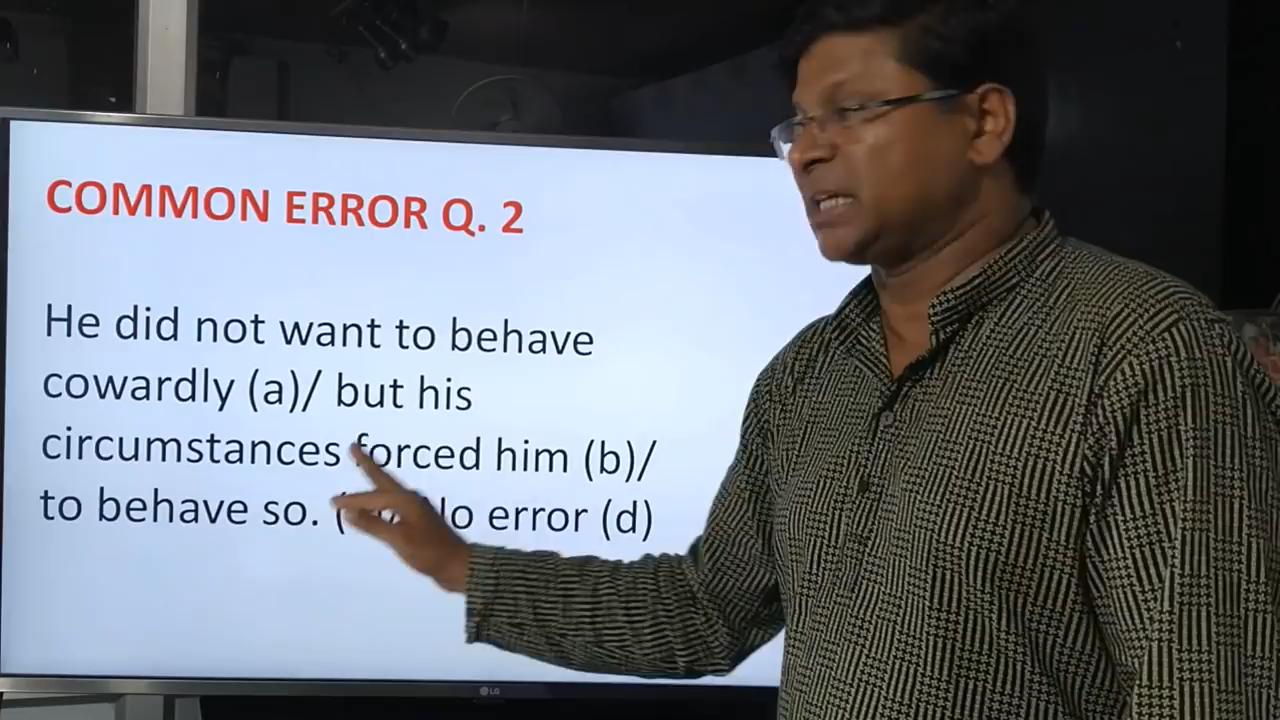 COMMON ERROR Q. 2
He did not want to behave
cowardly (a)/ but his
circumstances forced him (b)/
to behave so. ( No error (d)
LG